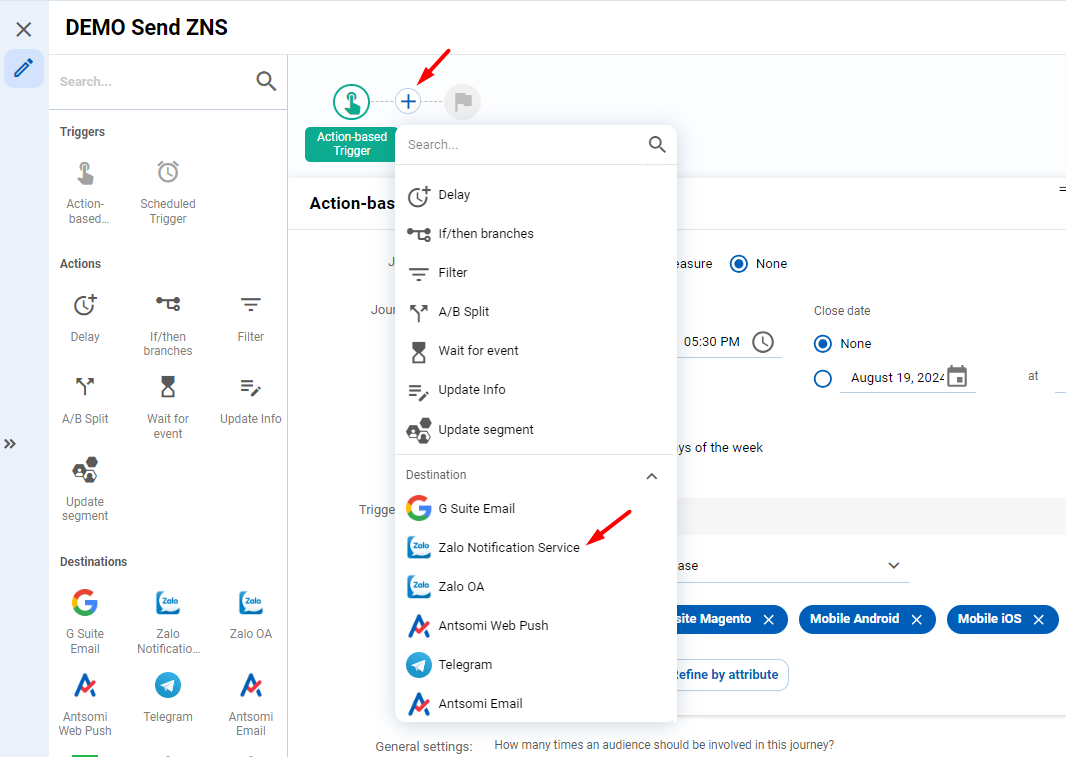 DEMO Send ZNS
Search...
Triggers
Action-
based...
Scheduled
Trigger
Actions
Delay
If/then
branches
Filter
A/B Split
Wait for
event
Update Info
Update
segment
Destinations
G Suite
Email
Zalo
Zalo
Notificatio...
Zalo
Zalo OA
Antsomi
Web Push
Telegram
Antsomi
Email
Action-based
Trigger
Search...
Delay
If/then branches
Filter
A/B Split
Wait for event
Update Info
Update segment
Destination
G Suite Email
Zalo
Zalo Notification Service
Zalo
Zalo OA
Antsomi Web Push
Telegram
Antsomi Email
Action-bas
J
easure
None
Jour
05:30 PM
Close date
None
August 19, 2024
at
ys of the week
Trigge
ase
site Magento
Mobile Android
Mobile iOS
Refine by attribute
General settings:
How many times an audience should be involved in this journey?